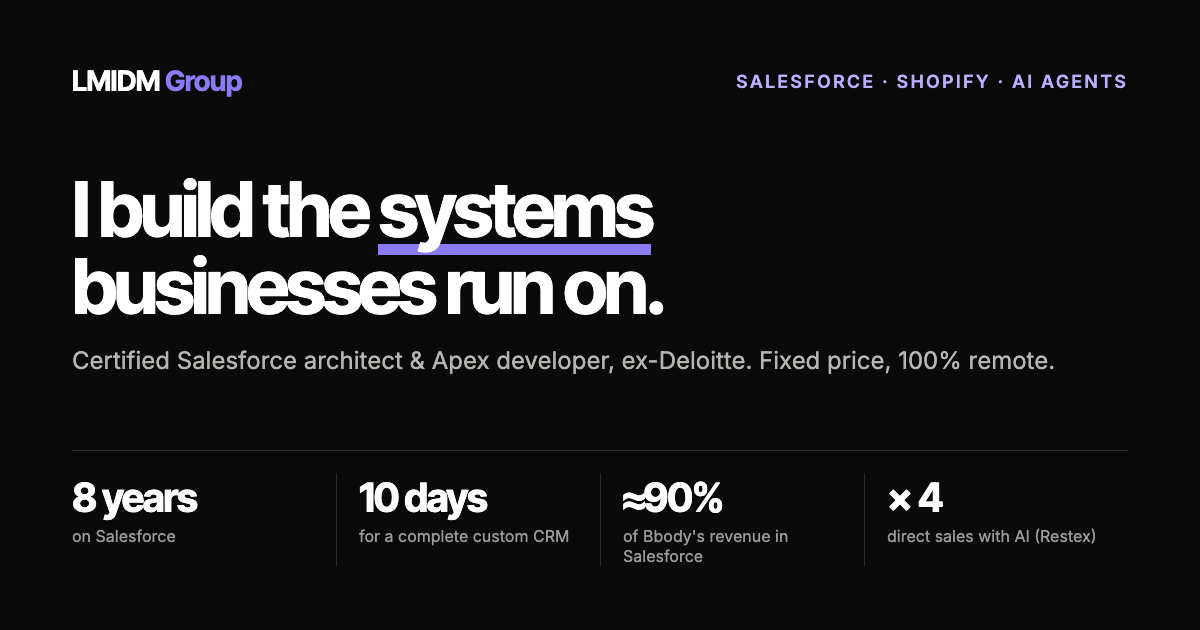 LMIDM Group
SALESFORCE · SHOPIFY · AI AGENTS
I build the systems
businesses run on.
Certified Salesforce architect & Apex developer, ex-Deloitte. Fixed price, 100% remote.
8 years
on Salesforce
10 days
for a complete custom CRM
≈90%
of Bbody's revenue in
Salesforce
× 4
direct sales with AI (Restex)